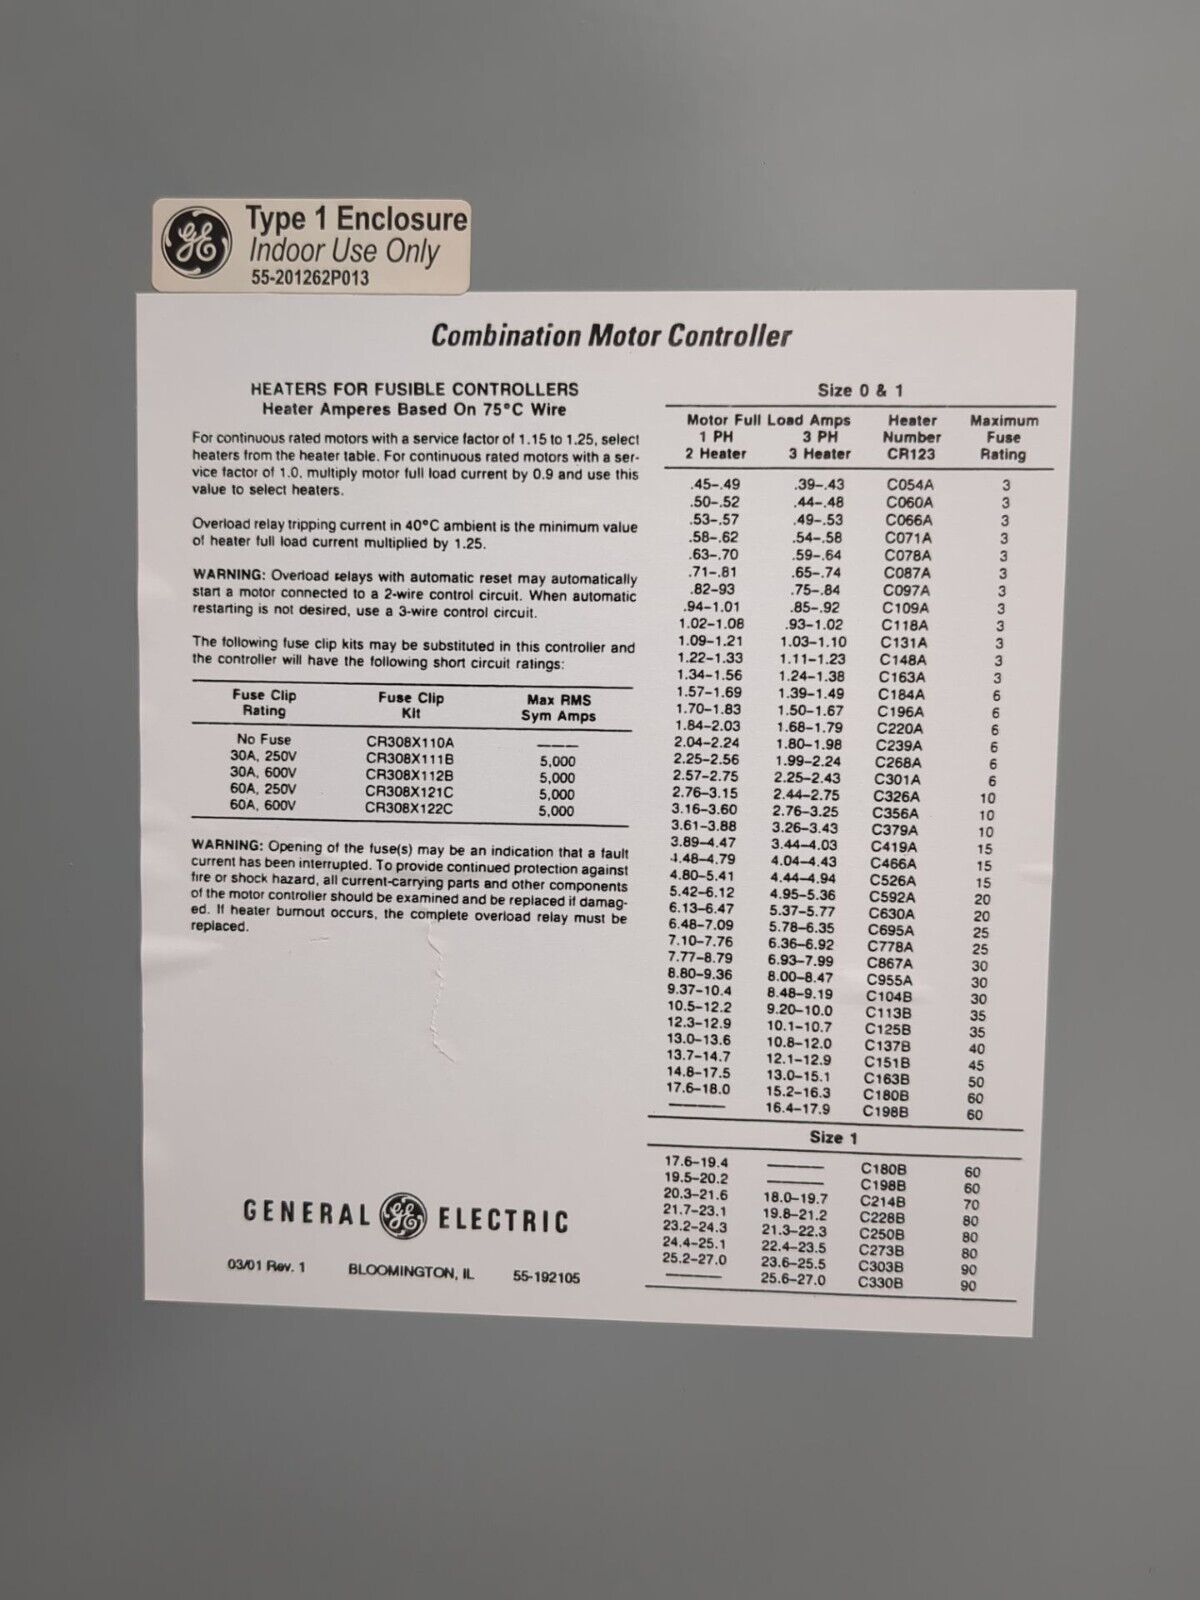 GE
Type 1 Enclosure
Indoor Use Only
55-201262P013
Combination Motor Controller
HEATERS FOR FUSIBLE CONTROLLERS
Heater Amperes Based On 75°C Wire
For continuous rated motors with a service factor of 1.15 to 1.25, select
heaters from the heater table. For continuous rated motors with a ser-
vice factor of 1.0, multiply motor full load current by 0.9 and use this
value to select heaters.
Overload relay tripping current in 40°C ambient is the minimum value
of heater full load current multiplied by 1.25.
WARNING: Overload relays with automatic reset may automatically
start a motor connected to a 2-wire control circuit. When automatic
restarting is not desired, use a 3-wire control circuit.
The following fuse clip kits may be substituted in this controller and
the controller will have the following short circuit ratings:
Fuse Clip Fuse Clip Max RMS
Rating Kit Sym Amps
No Fuse CR308X110A ———
30A, 250V CR308X111B 5,000
30A, 600V CR308X112B 5,000
60A, 250V CR308X121C 5,000
60A, 600V CR308X122C 5,000
WARNING: Opening of the fuse(s) may be an indication that a fault
current has been interrupted. To provide continued protection against
fire or shock hazard, all current-carrying parts and other components
of the motor controller should be examined and be replaced if damag-
ed. If heater burnout occurs, the complete overload relay must be
replaced.
GENERAL GE ELECTRIC
03/01 Rev. 1 BLOOMINGTON, IL 55-192105
Size 0 & 1
Motor Full Load Amps Heater Maximum
1 PH 3 PH Number Fuse
2 Heater 3 Heater CR123 Rating
.45-.49 .39-.43 C054A 3
.50-.52 .44-.48 C060A 3
.53-.57 .49-.53 C066A 3
.58-.62 .54-.58 C071A 3
.63-.70 .59-.64 C078A 3
.71-.81 .65-.74 C087A 3
.82-93 .75-.84 C097A 3
.94-1.01 .85-.92 C109A 3
1.02-1.08 .93-1.02 C118A 3
1.09-1.21 1.03-1.10 C131A 3
1.22-1.33 1.11-1.23 C148A 3
1.34-1.56 1.24-1.38 C163A 3
1.57-1.69 1.39-1.49 C184A 6
1.70-1.83 1.50-1.67 C196A 6
1.84-2.03 1.68-1.79 C220A 6
2.04-2.24 1.80-1.98 C239A 6
2.25-2.56 1.99-2.24 C268A 6
2.57-2.75 2.25-2.43 C301A 6
2.76-3.15 2.44-2.75 C326A 10
3.16-3.60 2.76-3.25 C356A 10
3.61-3.88 3.26-3.43 C379A 10
3.89-4.47 3.44-4.03 C419A 15
4.48-4.79 4.04-4.43 C466A 15
4.80-5.41 4.44-4.94 C526A 15
5.42-6.12 4.95-5.36 C592A 20
6.13-6.47 5.37-5.77 C630A 20
6.48-7.09 5.78-6.35 C695A 25
7.10-7.76 6.36-6.92 C778A 25
7.77-8.79 6.93-7.99 C867A 30
8.80-9.36 8.00-8.47 C955A 30
9.37-10.4 8.48-9.19 C104B 30
10.5-12.2 9.20-10.0 C113B 35
12.3-12.9 10.1-10.7 C125B 35
13.0-13.6 10.8-12.0 C137B 40
13.7-14.7 12.1-12.9 C151B 45
14.8-17.5 13.0-15.1 C163B 50
17.6-18.0 15.2-16.3 C180B 60
——— 16.4-17.9 C198B 60
Size 1
17.6-19.4 ——— C180B 60
19.5-20.2 ——— C198B 60
20.3-21.6 18.0-19.7 C214B 70
21.7-23.1 19.8-21.2 C228B 80
23.2-24.3 21.3-22.3 C250B 80
24.4-25.1 22.4-23.5 C273B 80
25.2-27.0 23.6-25.5 C303B 90
——— 25.6-27.0 C330B 90